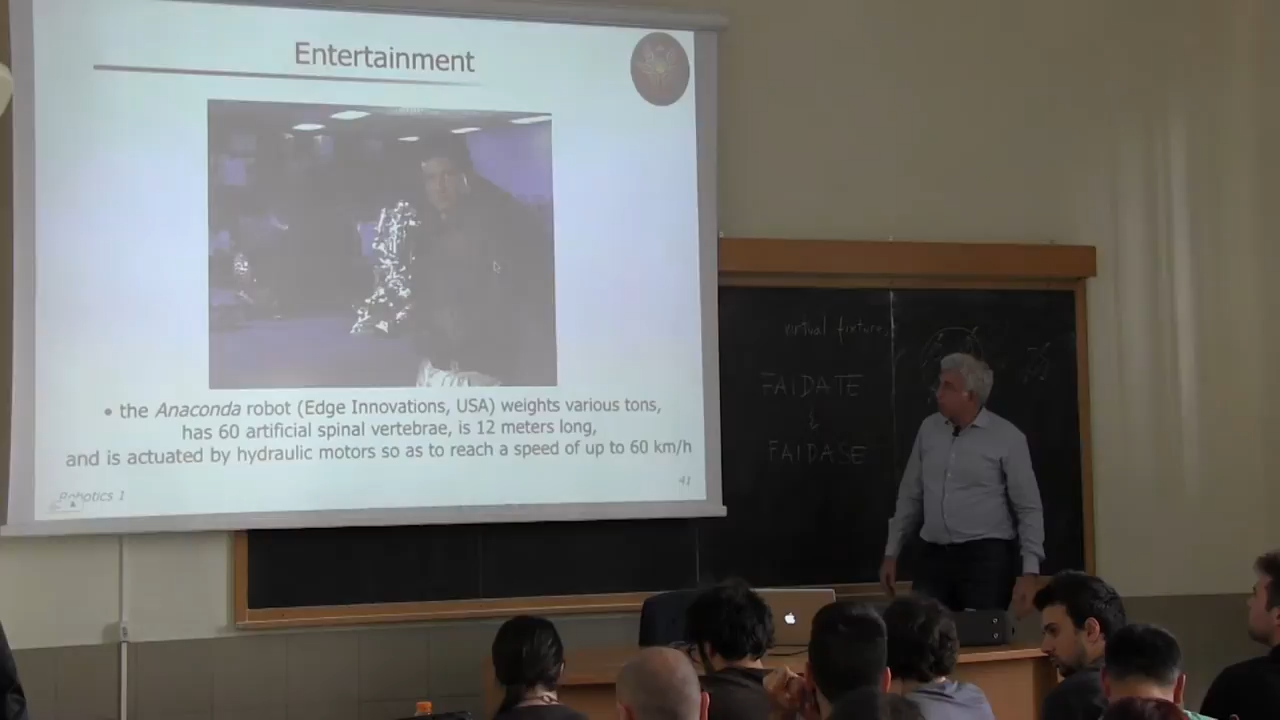 Entertainment
• the Anaconda robot (Edge Innovations, USA) weights various tons,
has 60 artificial spinal vertebrae, is 12 meters long,
and is actuated by hydraulic motors so as to reach a speed of up to 60 km/h
Robotics 1
41
virtual fixtures
FAIDATE
&
FAIDASE